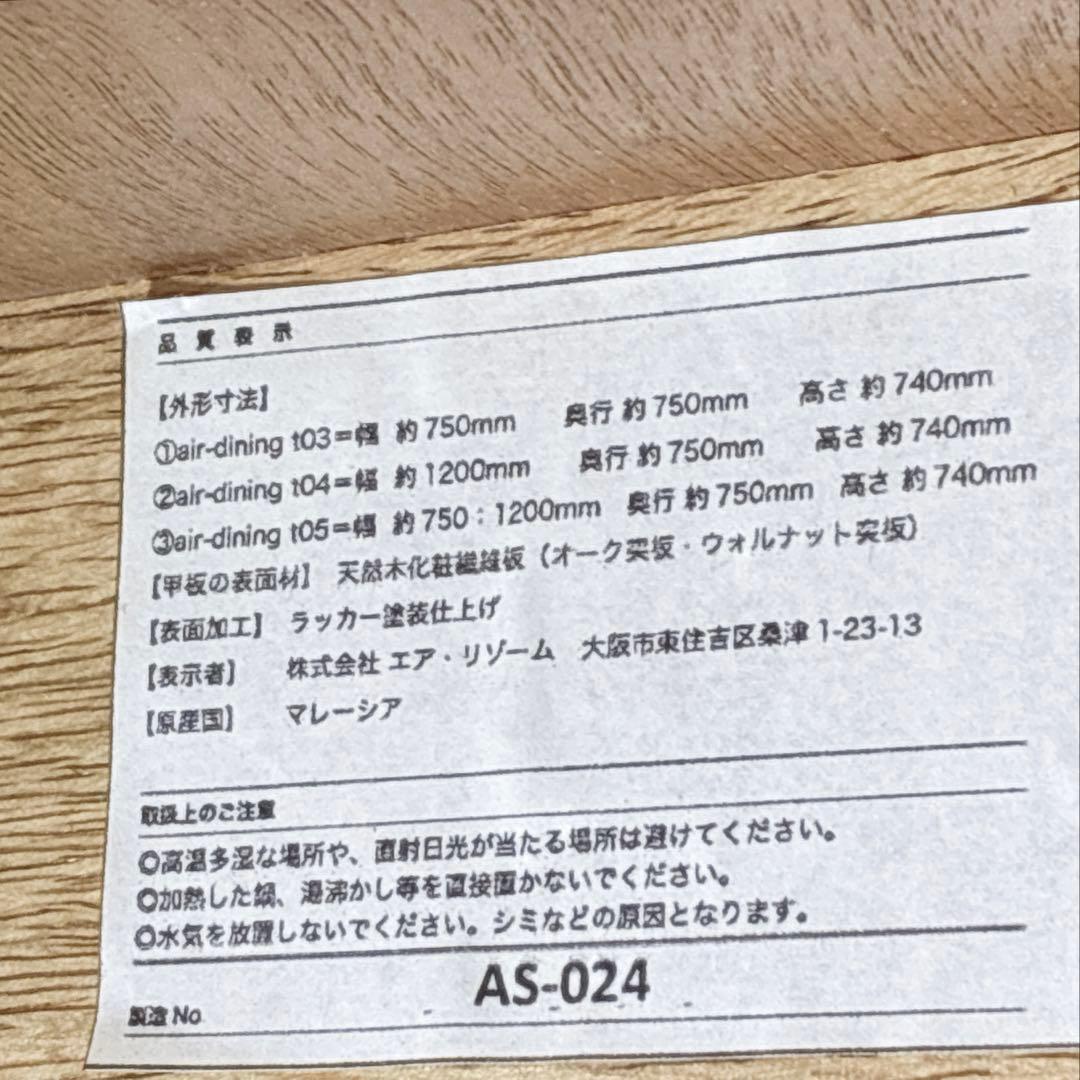 品質表示
【外形寸法】
①air-dining t03=幅 約750mm 奥行 約750mm 高さ 約740mm
②air-dining t04=幅 約1200mm 奥行 約750mm 高さ 約740mm
③air-dining t05=幅 約750：1200mm 奥行 約750mm 高さ 約740mm
【甲板の表面材】 天然木化粧繊維板（オーク突板・ウォルナット突板）
【表面加工】 ラッカー塗装仕上げ
【表示者】 株式会社 エア・リゾーム 大阪市東住吉区桑津 1-23-13
【原産国】 マレーシア
取扱上のご注意
◎高温多湿な場所や、直射日光が当たる場所は避けてください。
◎加熱した鍋、湯沸かし等を直接置かないでください。
◎水気を放置しないでください。シミなどの原因となります。
AS-024
製造No